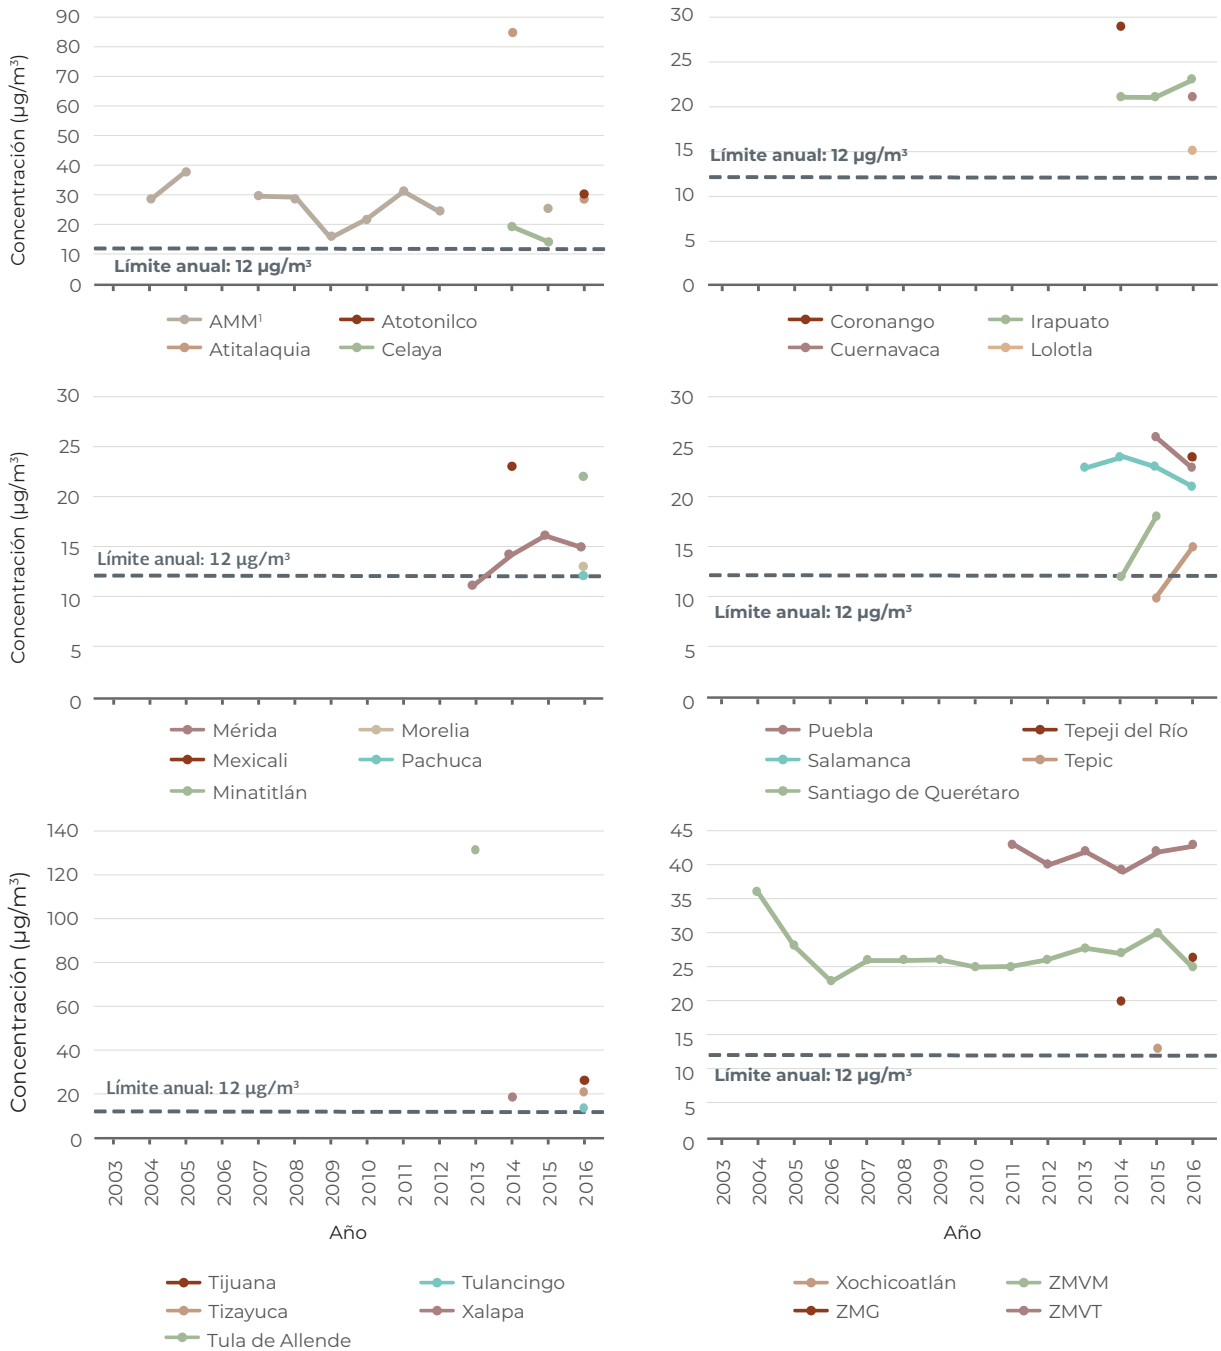 Concentración (µg/m³)
90
80
70
60
50
40
30
20
10
0
Límite anual: 12 µg/m³
AMM¹
Atotonilco
Atitalaquia
Celaya
30
25
20
15
10
5
0
Límite anual: 12 µg/m³
Coronango
Irapuato
Cuernavaca
Lolotla
Concentración (µg/m³)
30
25
20
15
10
5
0
Límite anual: 12 µg/m³
Mérida
Morelia
Mexicali
Pachuca
Minatitlán
30
25
20
15
10
5
0
Límite anual: 12 µg/m³
Puebla
Tepeji del Río
Salamanca
Tepic
Santiago de Querétaro
Concentración (µg/m³)
140
120
100
80
60
40
20
0
Límite anual: 12 µg/m³
2003
2004
2005
2006
2007
2008
2009
2010
2011
2012
2013
2014
2015
2016
Año
Tijuana
Tulancingo
Tizayuca
Xalapa
Tula de Allende
45
40
35
30
25
20
15
10
5
0
Límite anual: 12 µg/m³
2003
2004
2005
2006
2007
2008
2009
2010
2011
2012
2013
2014
2015
2016
Año
Xochicoatlán
ZMVM
ZMG
ZMVT